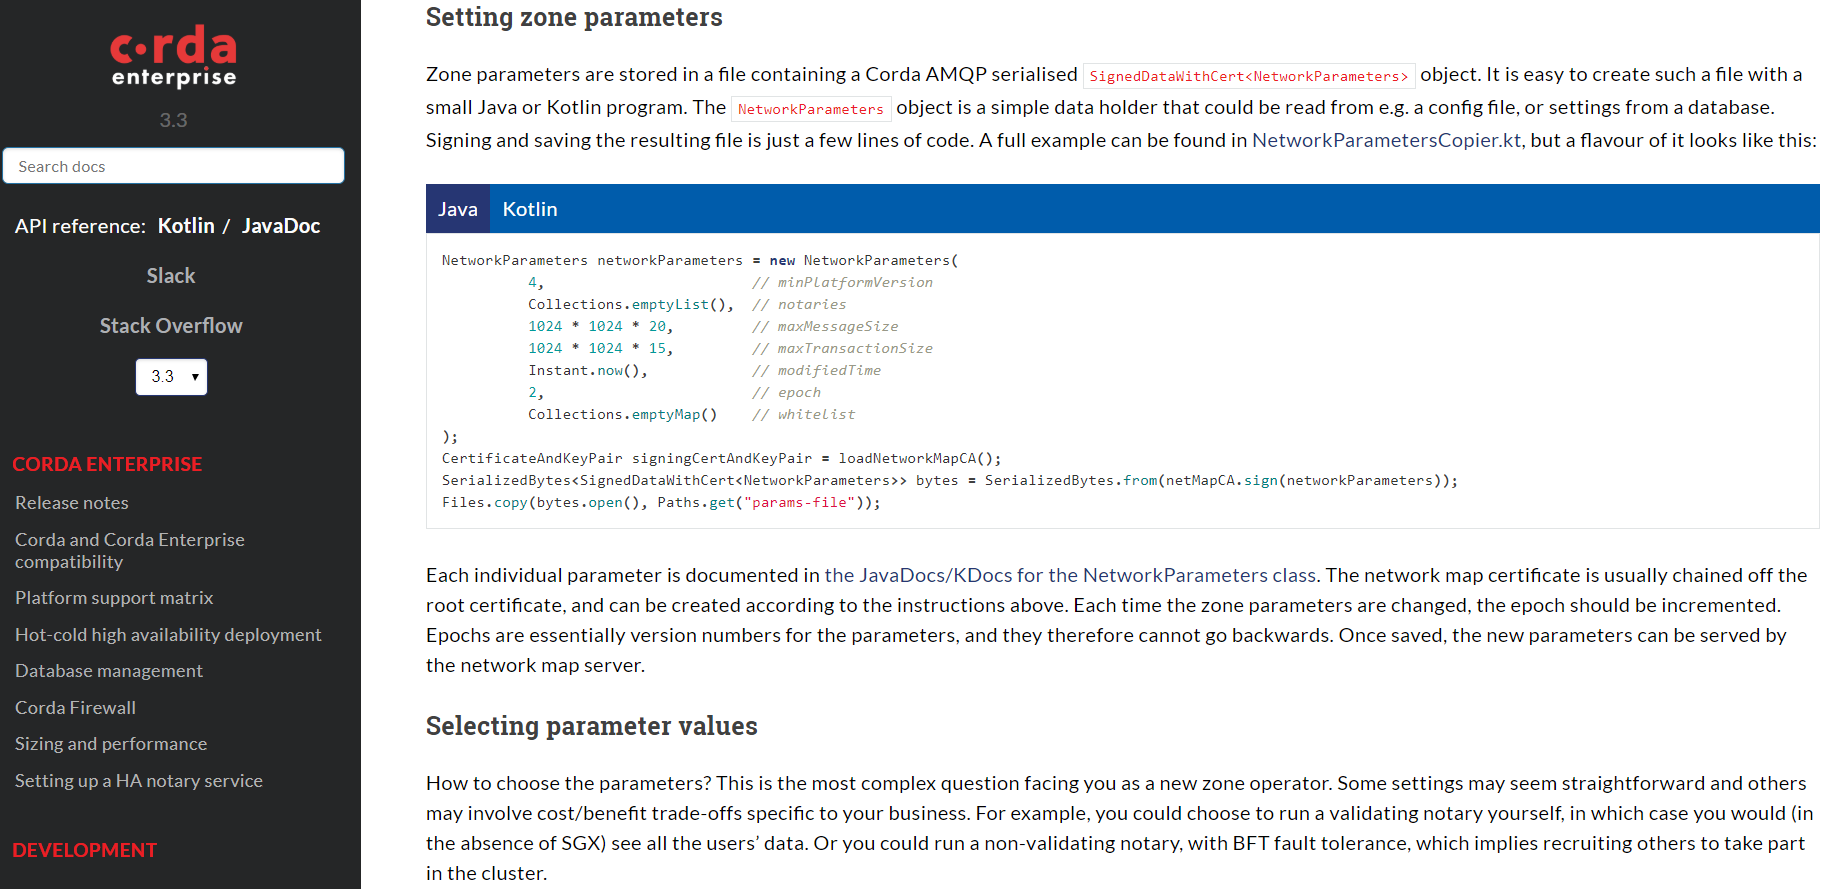 corda
enterprise
3.3
Search docs
API reference: Kotlin / JavaDoc
Slack
Stack Overflow
3.3
CORDA ENTERPRISE
Release notes
Corda and Corda Enterprise
compatibility
Platform support matrix
Hot-cold high availability deployment
Database management
Corda Firewall
Sizing and performance
Setting up a HA notary service
DEVELOPMENT
Setting zone parameters
Zone parameters are stored in a file containing a Corda AMQP serialised SignedDataWithCert<NetworkParameters> object. It is easy to create such a file with a
small Java or Kotlin program. The NetworkParameters object is a simple data holder that could be read from e.g. a config file, or settings from a database.
Signing and saving the resulting file is just a few lines of code. A full example can be found in NetworkParametersCopier.kt, but a flavour of it looks like this:
Java Kotlin
NetworkParameters networkParameters = new NetworkParameters(
4, // minPlatformVersion
Collections.emptyList(), // notaries
1024 * 1024 * 20, // maxMessageSize
1024 * 1024 * 15, // maxTransactionSize
Instant.now(), // modifiedTime
2, // epoch
Collections.emptyMap() // whitelist
);
CertificateAndKeyPair signingCertAndKeyPair = loadNetworkMapCA();
SerializedBytes<SignedDataWithCert<NetworkParameters>> bytes = SerializedBytes.from(netMapCA.sign(networkParameters));
Files.copy(bytes.open(), Paths.get("params-file"));
Each individual parameter is documented in the JavaDocs/KDocs for the NetworkParameters class. The network map certificate is usually chained off the
root certificate, and can be created according to the instructions above. Each time the zone parameters are changed, the epoch should be incremented.
Epochs are essentially version numbers for the parameters, and they therefore cannot go backwards. Once saved, the new parameters can be served by
the network map server.
Selecting parameter values
How to choose the parameters? This is the most complex question facing you as a new zone operator. Some settings may seem straightforward and others
may involve cost/benefit trade-offs specific to your business. For example, you could choose to run a validating notary yourself, in which case you would (in
the absence of SGX) see all the users’ data. Or you could run a non-validating notary, with BFT fault tolerance, which implies recruiting others to take part
in the cluster.